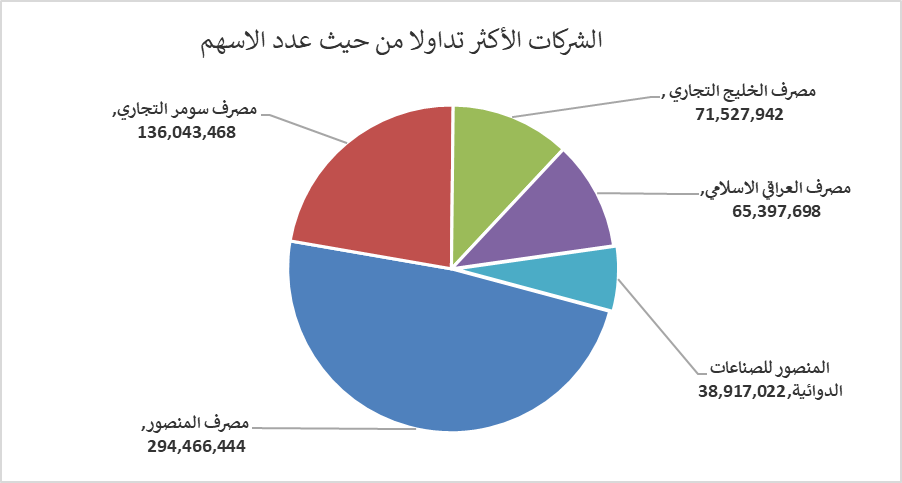 الشركات الأكثر تداولا من حيث عدد الاسهم
مصرف الخليج التجاري ,
71,527,942
مصرف العراقي الاسلامي,
65,397,698
المنصور للصناعات
الدوائية, 38,917,022
مصرف المنصور,
294,466,444
مصرف سومر التجاري,
136,043,468